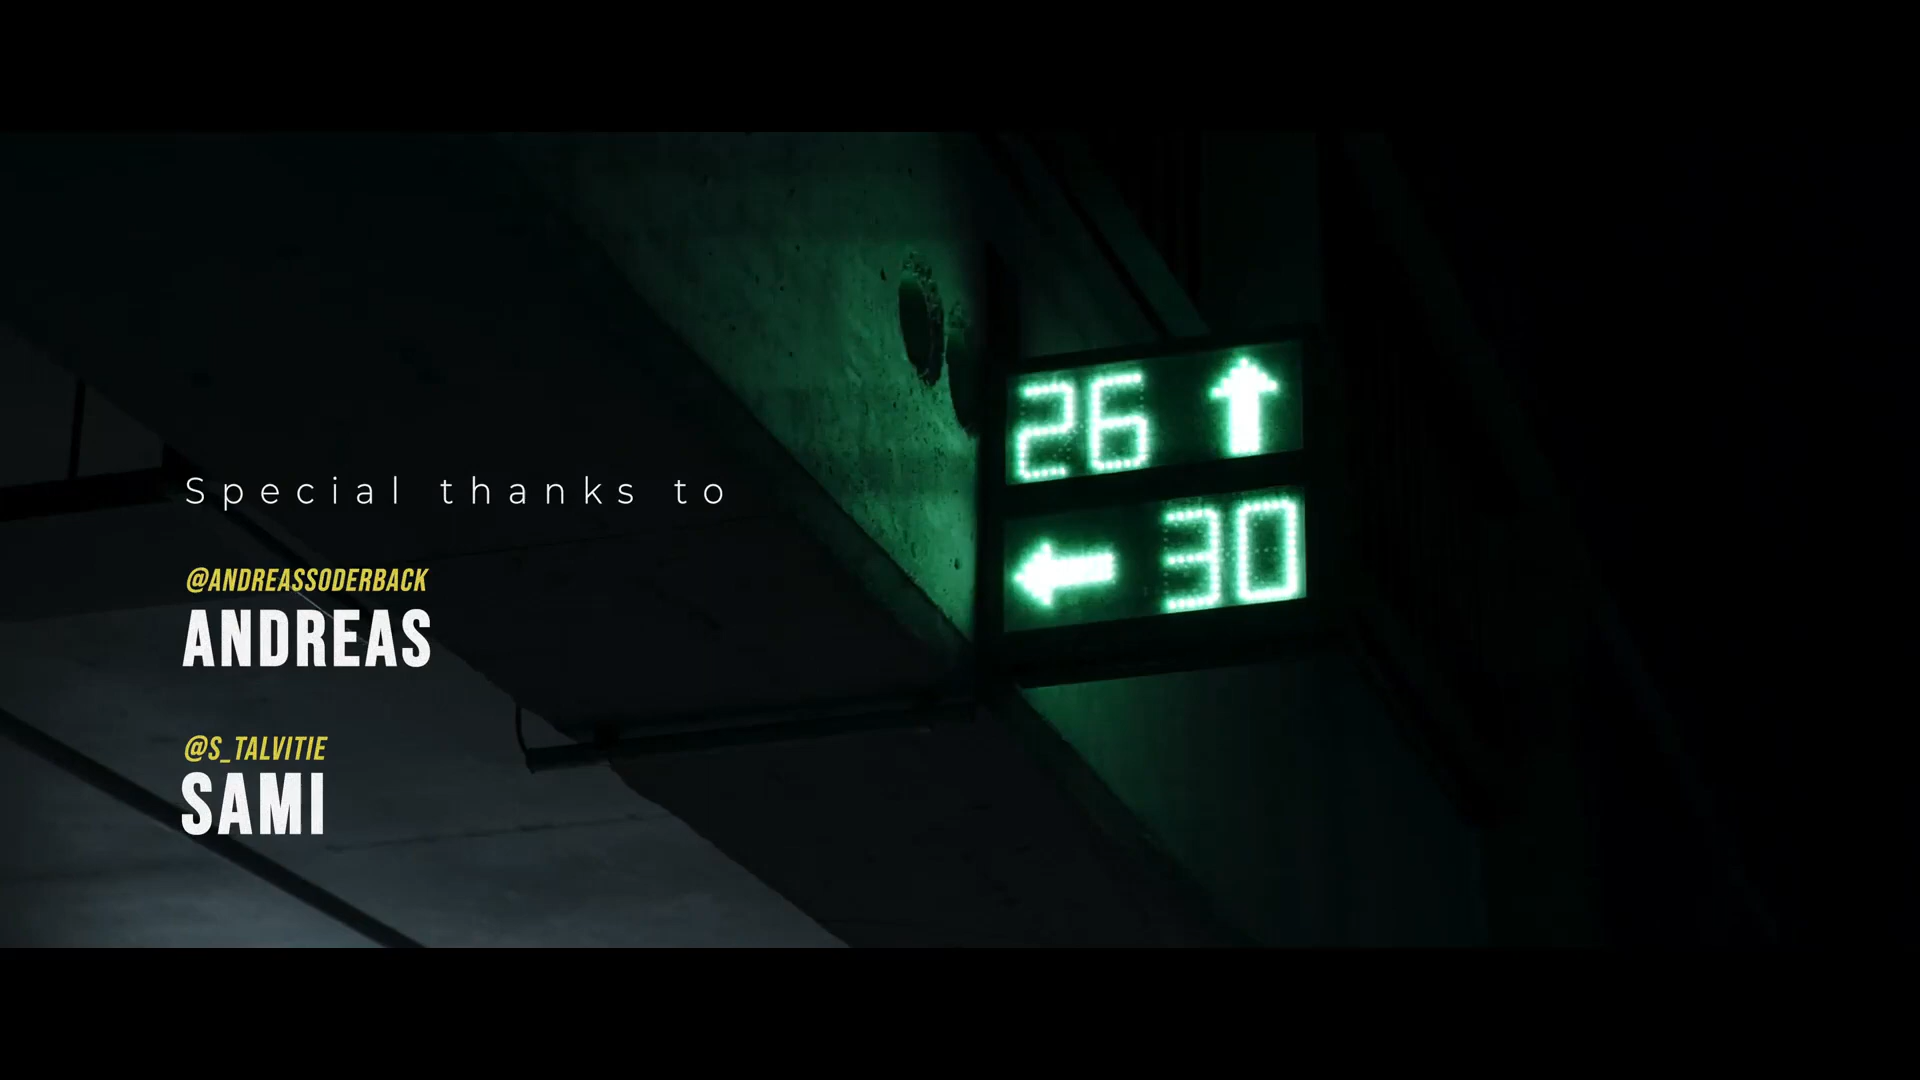 Special thanks to
@ANDREASSODERBACK
ANDREAS
@S_TALVITIE
SAMI
26 ↑
← 30